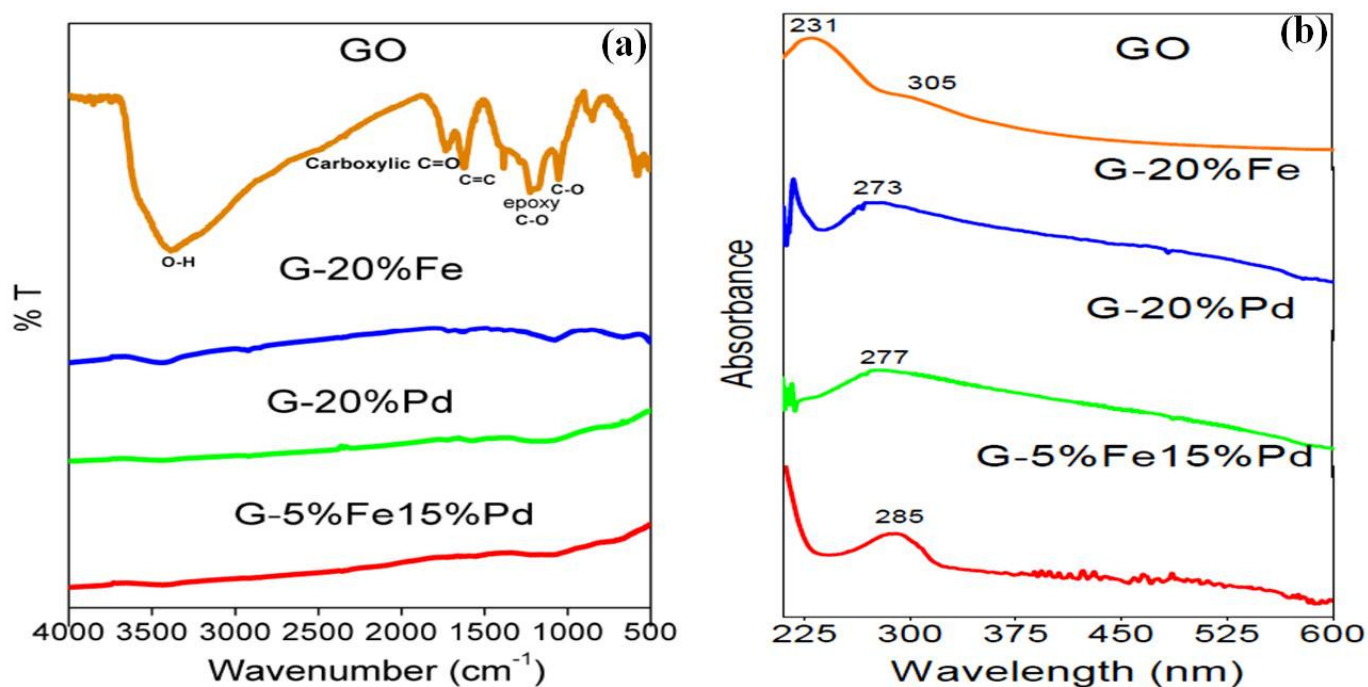 (a)
GO
Carboxylic C=O
C=C
C-O
epoxy
C-O
O-H
G-20%Fe
G-20%Pd
G-5%Fe15%Pd
% T
4000 3500 3000 2500 2000 1500 1000 500
Wavenumber (cm⁻¹)
(b)
231
GO
305
G-20%Fe
273
G-20%Pd
277
G-5%Fe15%Pd
285
Absorbance
225 300 375 450 525 600
Wavelength (nm)